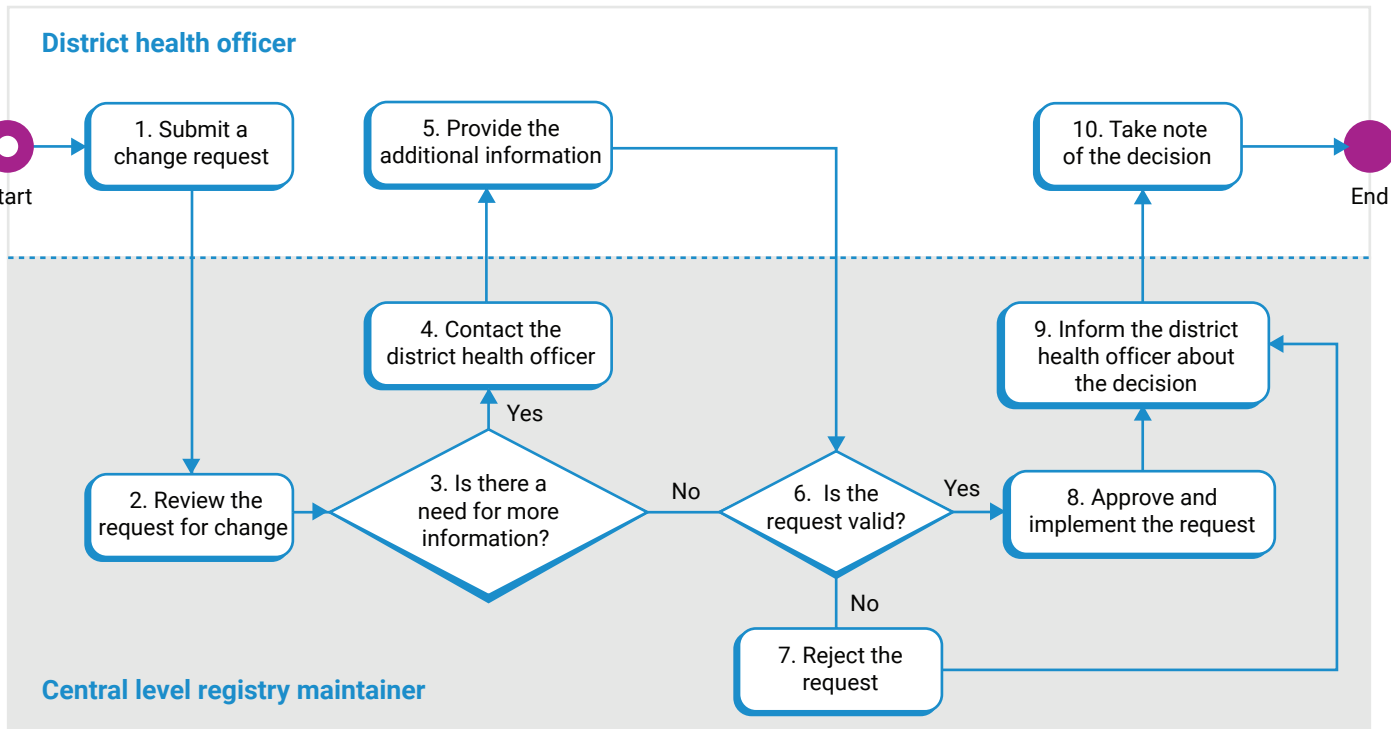 District health officer
1. Submit a
change request
5. Provide the
additional information
10. Take note
of the decision
tart
End
4. Contact the
district health officer
9. Inform the district
health officer about
the decision
Yes
2. Review the
request for change
3. Is there a
need for more
information?
No
6. Is the
request valid?
Yes
8. Approve and
implement the request
No
7. Reject the
request
Central level registry maintainer